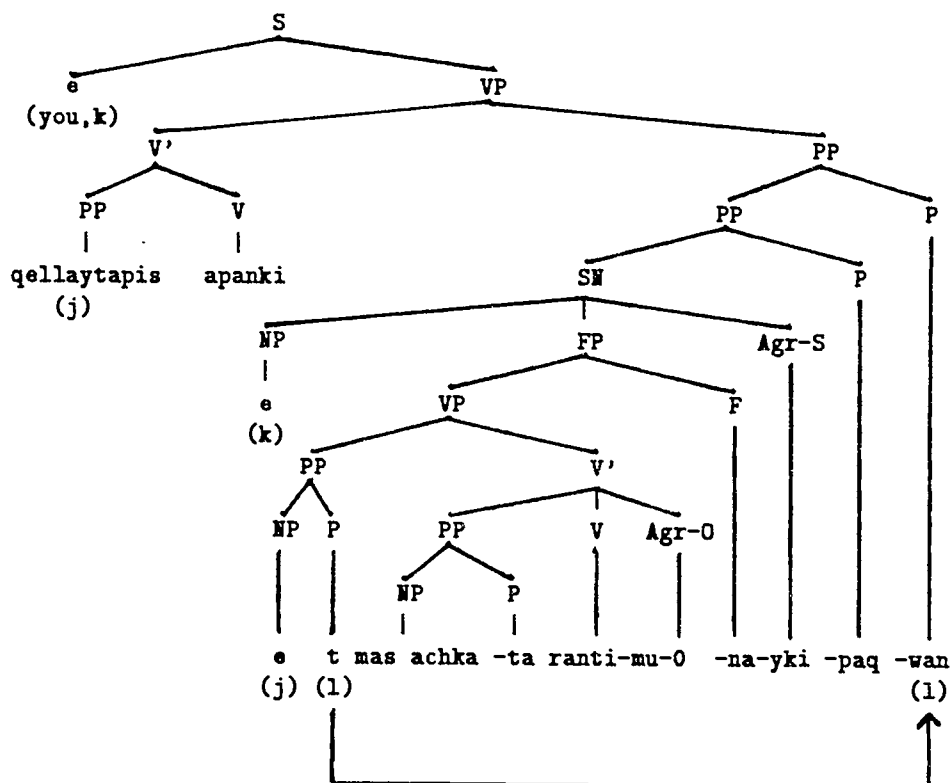 S
e VP
(you,k)
V' PP
PP V PP P
qellaytapis apanki SN P
(j)
NP FP Agr-S
e VP F
(k)
PP V'
NP P PP V Agr-O
NP P
e t mas achka -ta ranti-mu-O -na-yki -paq -wan
(j) (l) (l)